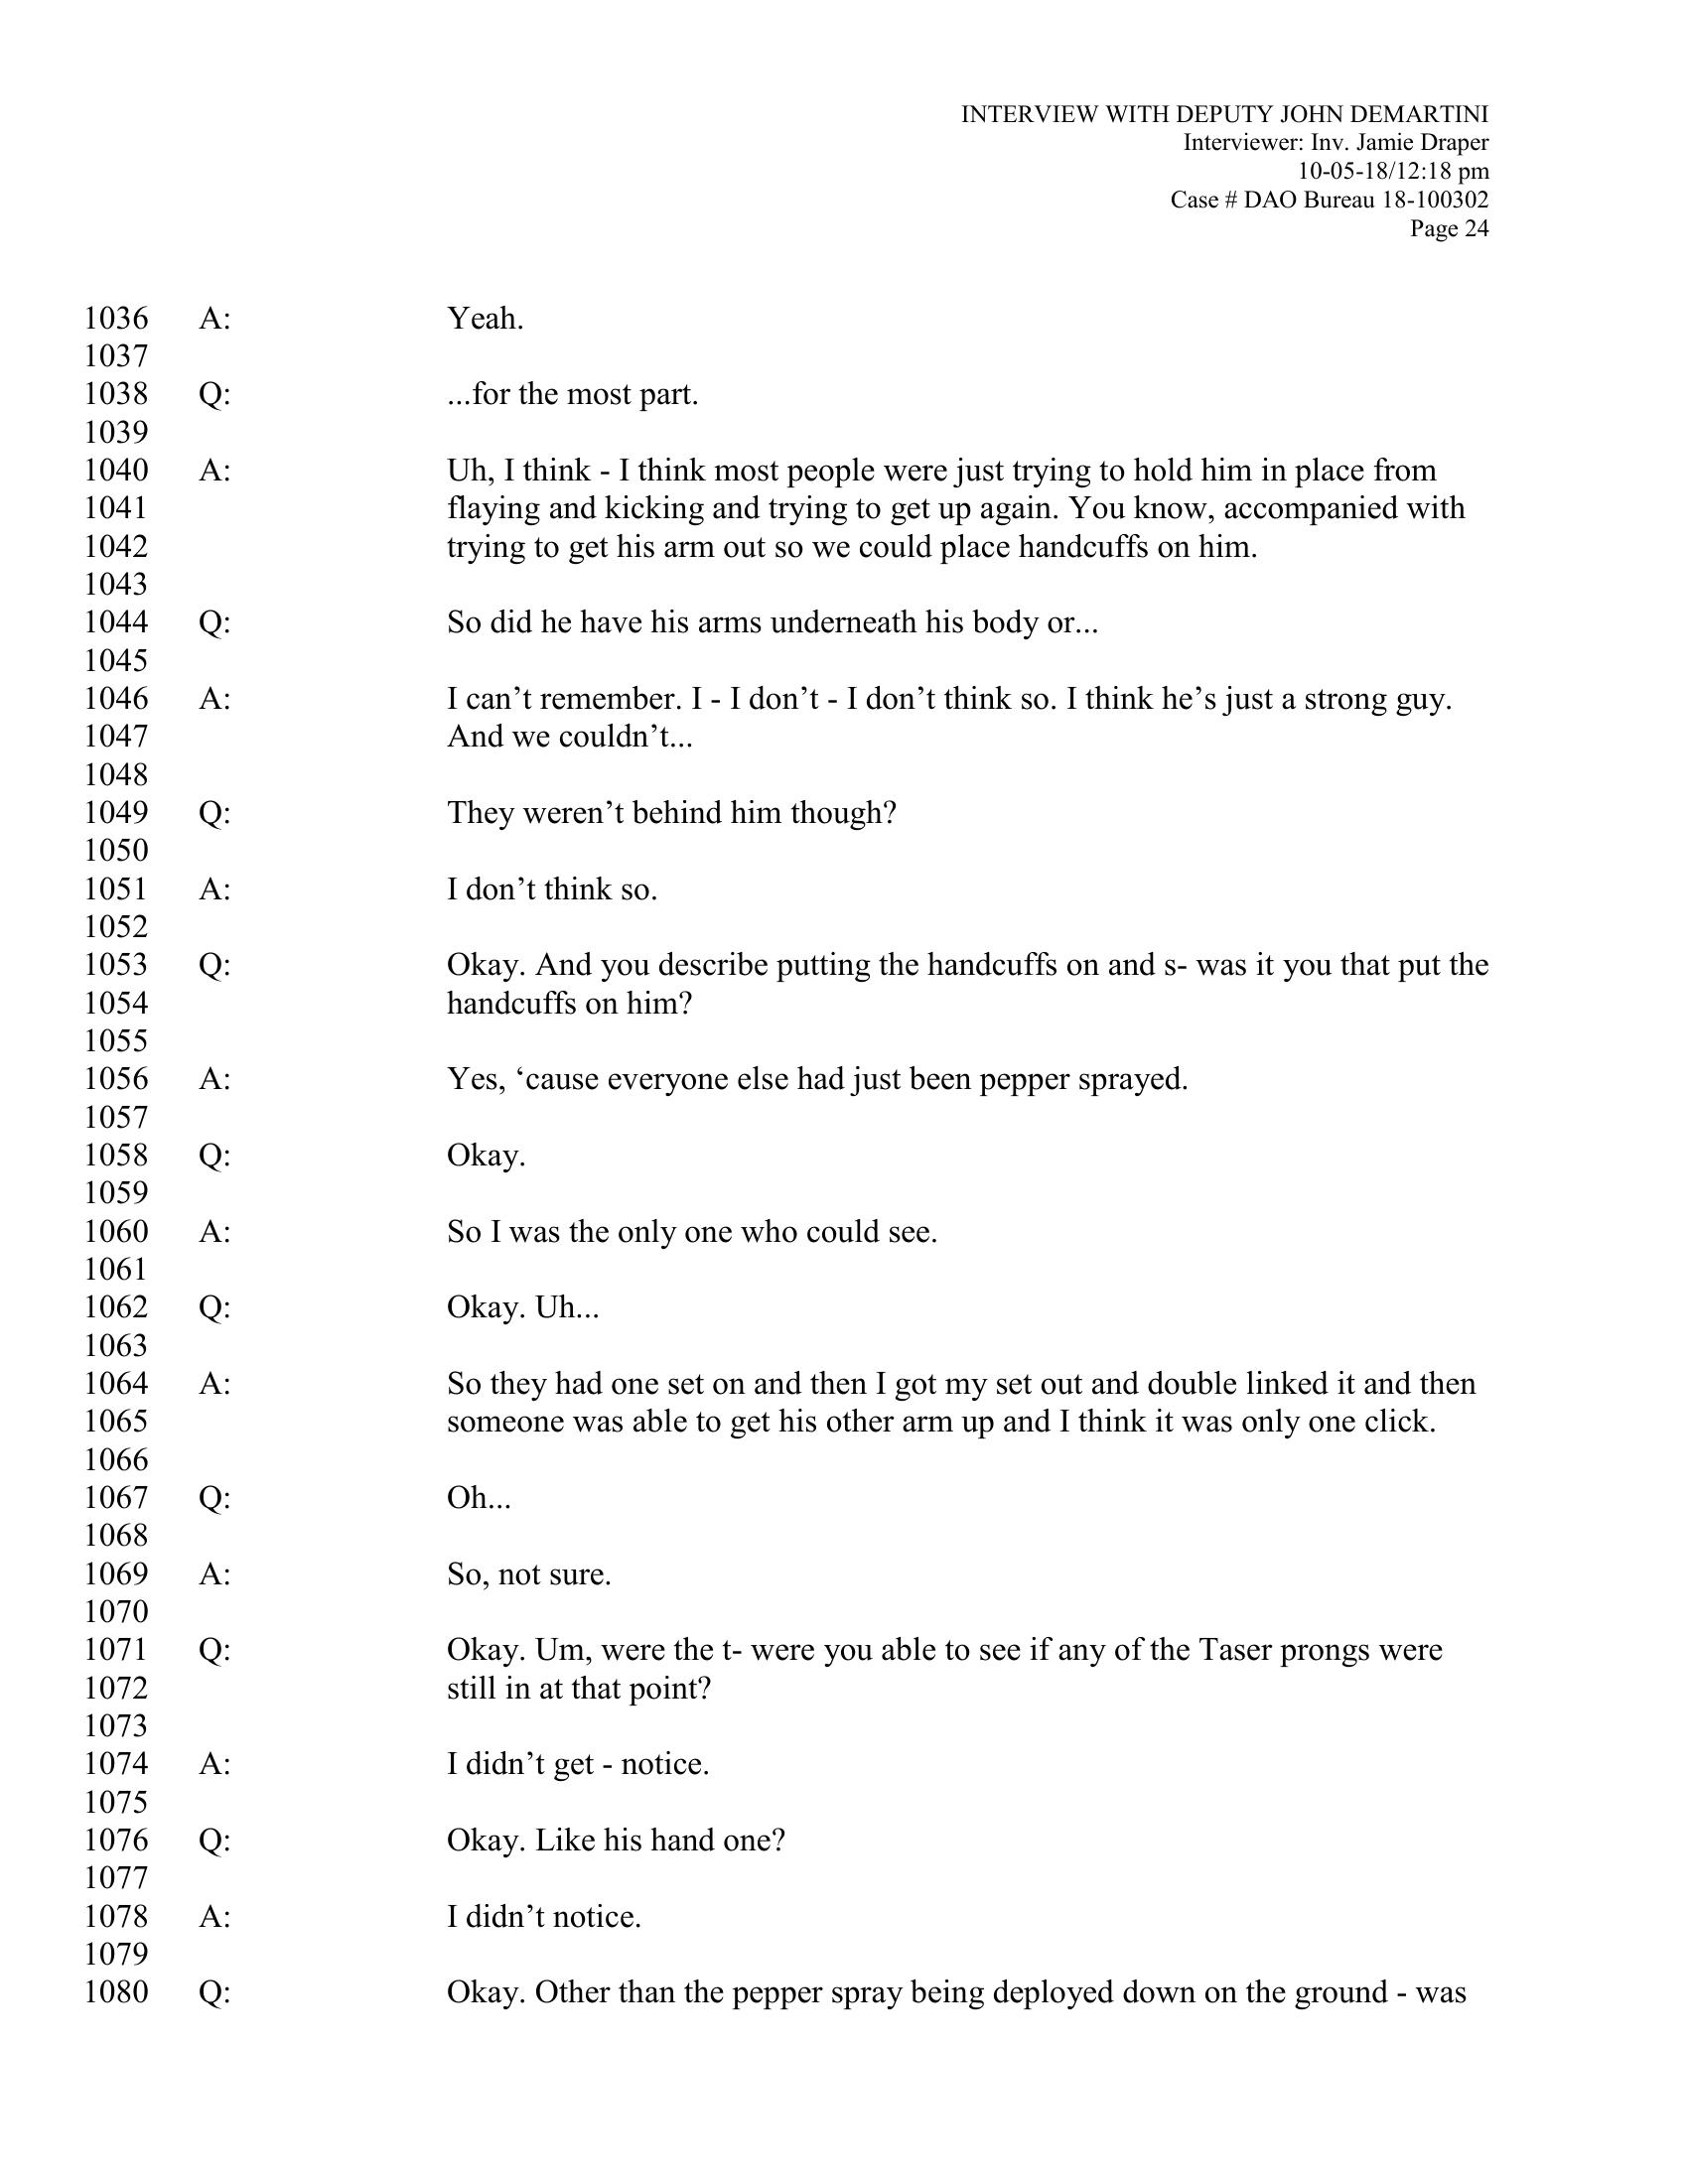 INTERVIEW WITH DEPUTY JOHN DEMARTINI
Interviewer: Inv. Jamie Draper
10-05-18/12:18 pm
Case # DAO Bureau 18-100302
Page 24
1036 A: Yeah.
1037
1038 Q: ...for the most part.
1039
1040 A: Uh, I think - I think most people were just trying to hold him in place from
1041 flaying and kicking and trying to get up again. You know, accompanied with
1042 trying to get his arm out so we could place handcuffs on him.
1043
1044 Q: So did he have his arms underneath his body or...
1045
1046 A: I can’t remember. I - I don’t - I don’t think so. I think he’s just a strong guy.
1047 And we couldn’t...
1048
1049 Q: They weren’t behind him though?
1050
1051 A: I don’t think so.
1052
1053 Q: Okay. And you describe putting the handcuffs on and s- was it you that put the
1054 handcuffs on him?
1055
1056 A: Yes, ‘cause everyone else had just been pepper sprayed.
1057
1058 Q: Okay.
1059
1060 A: So I was the only one who could see.
1061
1062 Q: Okay. Uh...
1063
1064 A: So they had one set on and then I got my set out and double linked it and then
1065 someone was able to get his other arm up and I think it was only one click.
1066
1067 Q: Oh...
1068
1069 A: So, not sure.
1070
1071 Q: Okay. Um, were the t- were you able to see if any of the Taser prongs were
1072 still in at that point?
1073
1074 A: I didn’t get - notice.
1075
1076 Q: Okay. Like his hand one?
1077
1078 A: I didn’t notice.
1079
1080 Q: Okay. Other than the pepper spray being deployed down on the ground - was